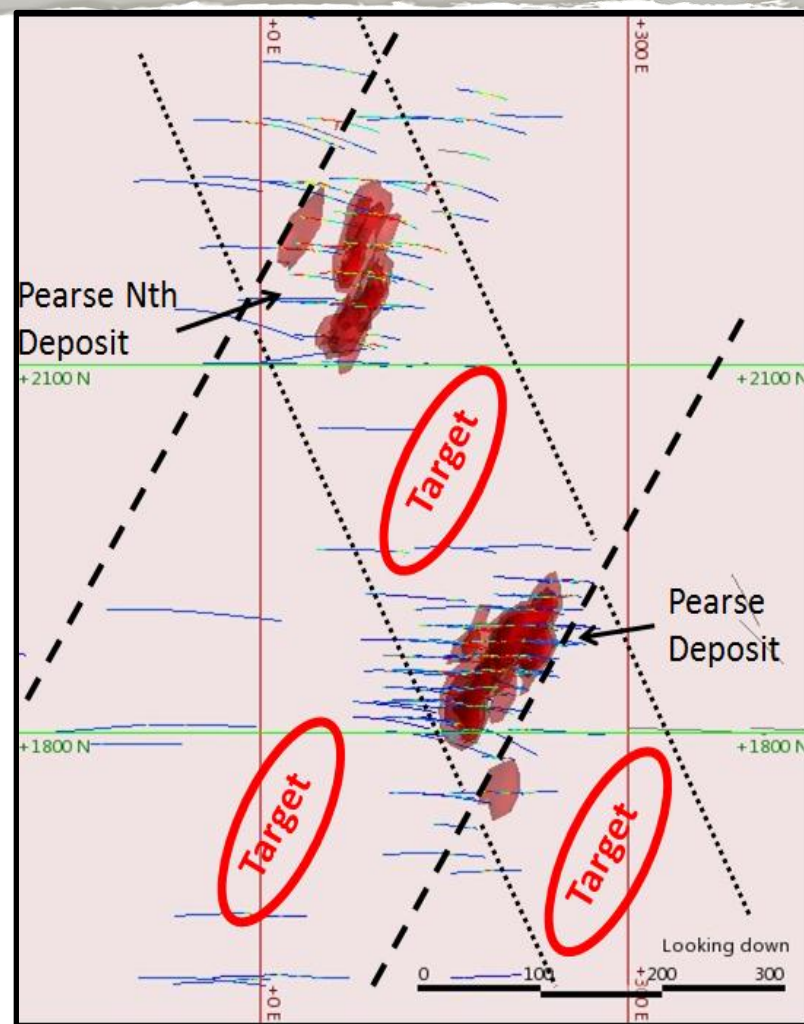 +0 E
+300 E
Pearse Nth
Deposit
+2100 N
+2100 N
Target
Pearse
Deposit
+1800 N
+1800 N
Target
Target
Looking down
0 100 +200 300
+0 E
+300 E